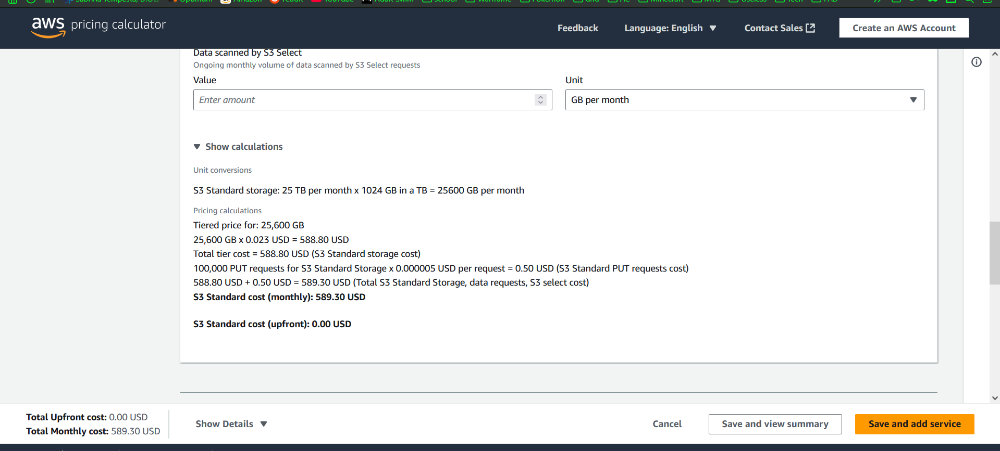 aws pricing calculator
Feedback
Language: English
Contact Sales
Create an AWS Account
Data scanned by S3 Select
Ongoing monthly volume of data scanned by S3 Select requests
Value
Unit
Enter amount
GB per month
Show calculations
Unit conversions
S3 Standard storage: 25 TB per month x 1024 GB in a TB = 25600 GB per month
Pricing calculations
Tiered price for: 25,600 GB
25,600 GB x 0.023 USD = 588.80 USD
Total tier cost = 588.80 USD (S3 Standard storage cost)
100,000 PUT requests for S3 Standard Storage x 0.000005 USD per request = 0.50 USD (S3 Standard PUT requests cost)
588.80 USD + 0.50 USD = 589.30 USD (Total S3 Standard Storage, data requests, S3 select cost)
S3 Standard cost (monthly): 589.30 USD
S3 Standard cost (upfront): 0.00 USD
Total Upfront cost: 0.00 USD
Total Monthly cost: 589.30 USD
Show Details
Cancel
Save and view summary
Save and add service